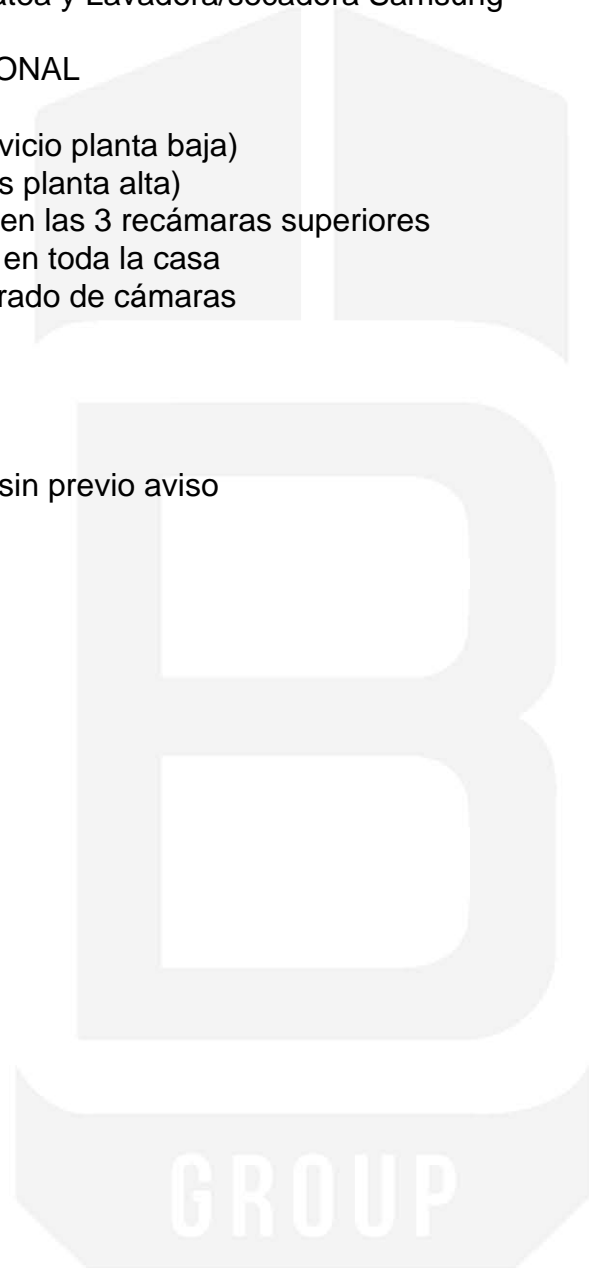 y Lavadora/secadora Samsung
ONAL
vicio planta baja)
s planta alta)
en las 3 recámaras superiores
en toda la casa
rado de cámaras
sin previo aviso
B
GROUP